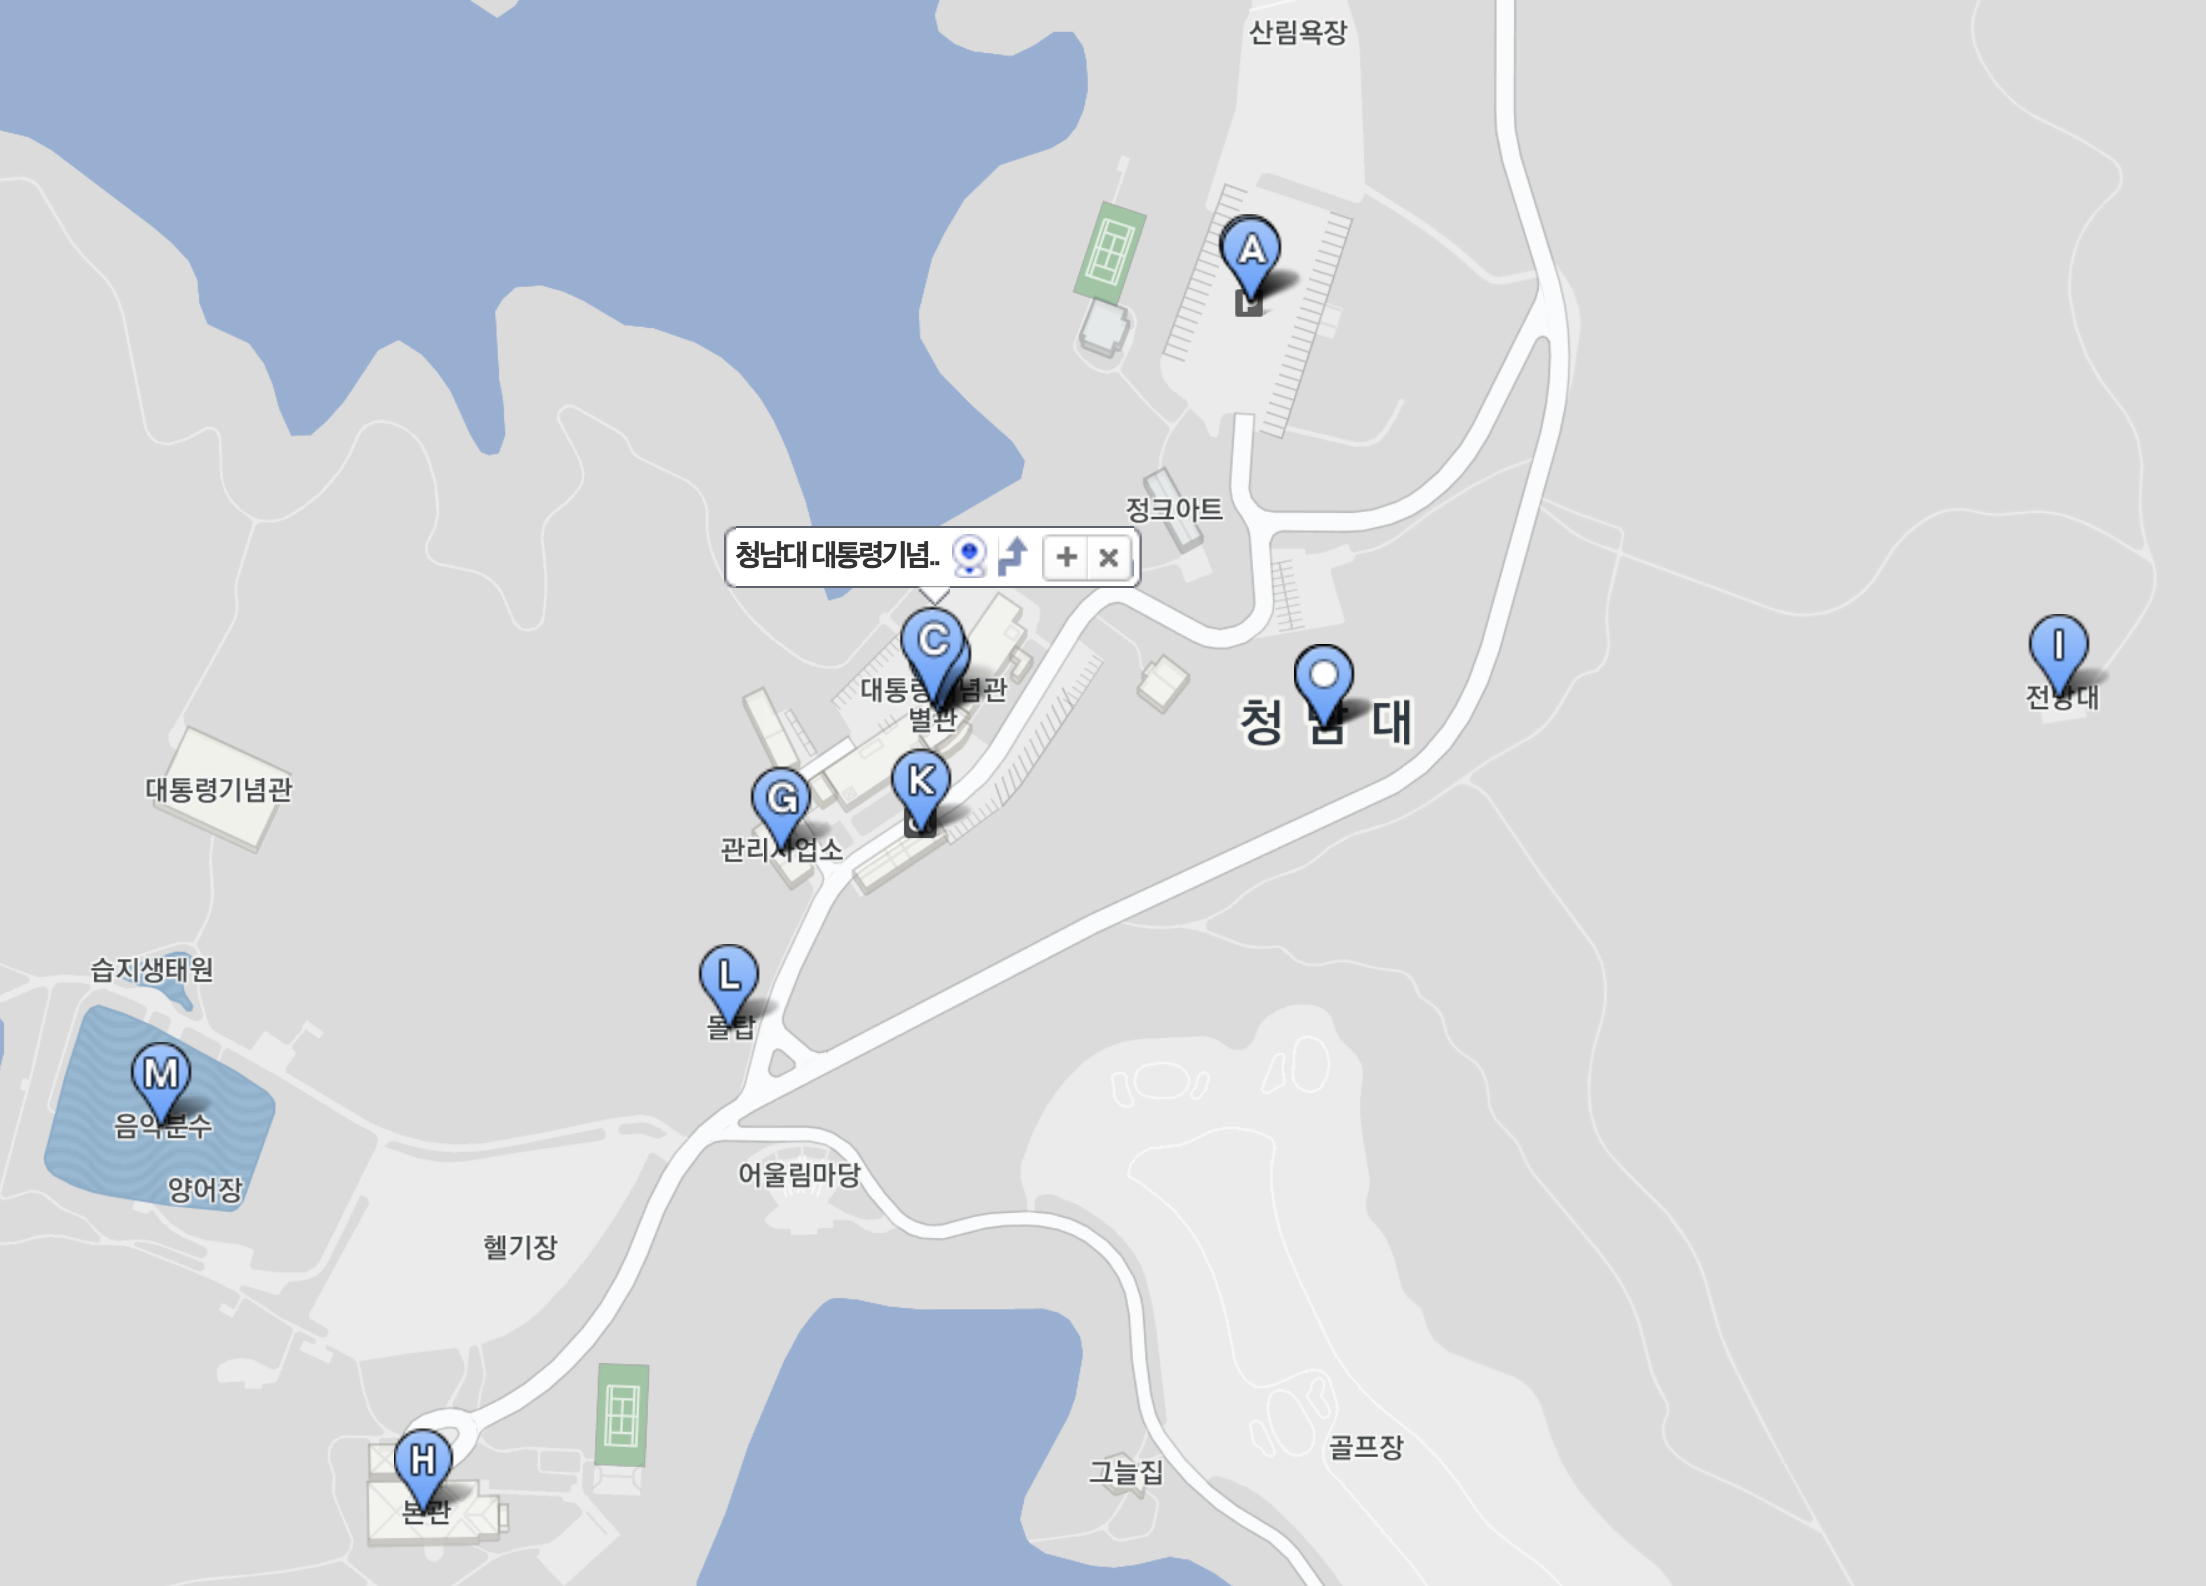 산림욕장
A
P
정크아트
청남대 대통령기념..
C
I
대통령기념관
별관
청 남 대
전망대
대통령기념관
K
G
관리사업소
습지생태원
L
돌탑
M
음악분수
어울림마당
양어장
헬기장
골프장
그늘집
H
본관